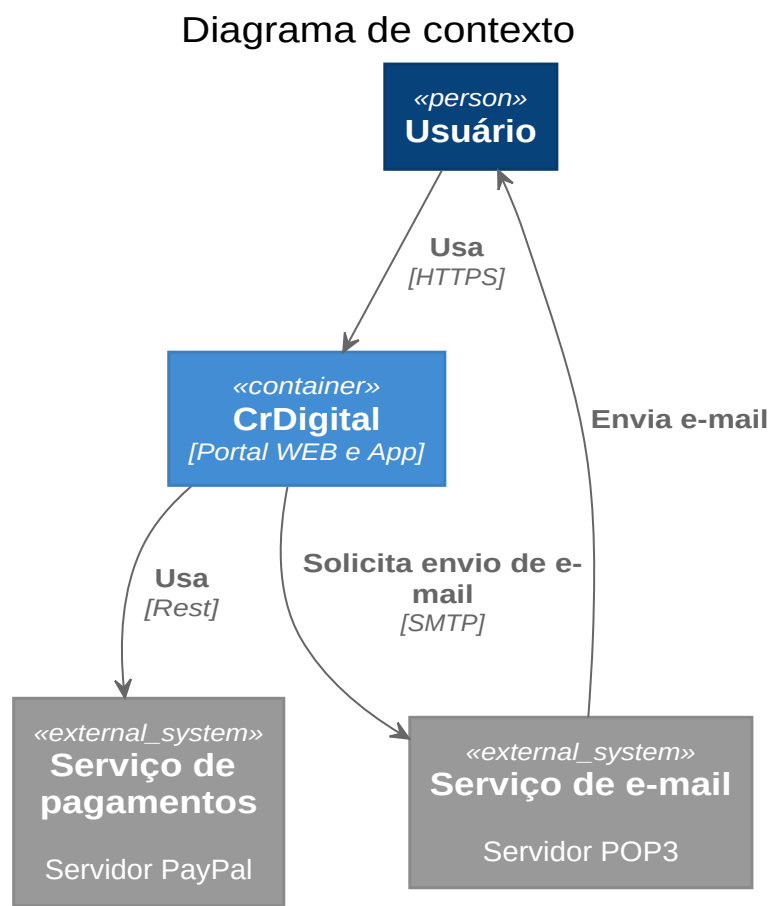 Diagrama de contexto
«person»
Usuário
Usa
[HTTPS]
«container»
CrDigital
[Portal WEB e App]
Envia e-mail
Usa
[Rest]
Solicita envio de e-
mail
[SMTP]
«external_system»
Serviço de
pagamentos
Servidor PayPal
«external_system»
Serviço de e-mail
Servidor POP3